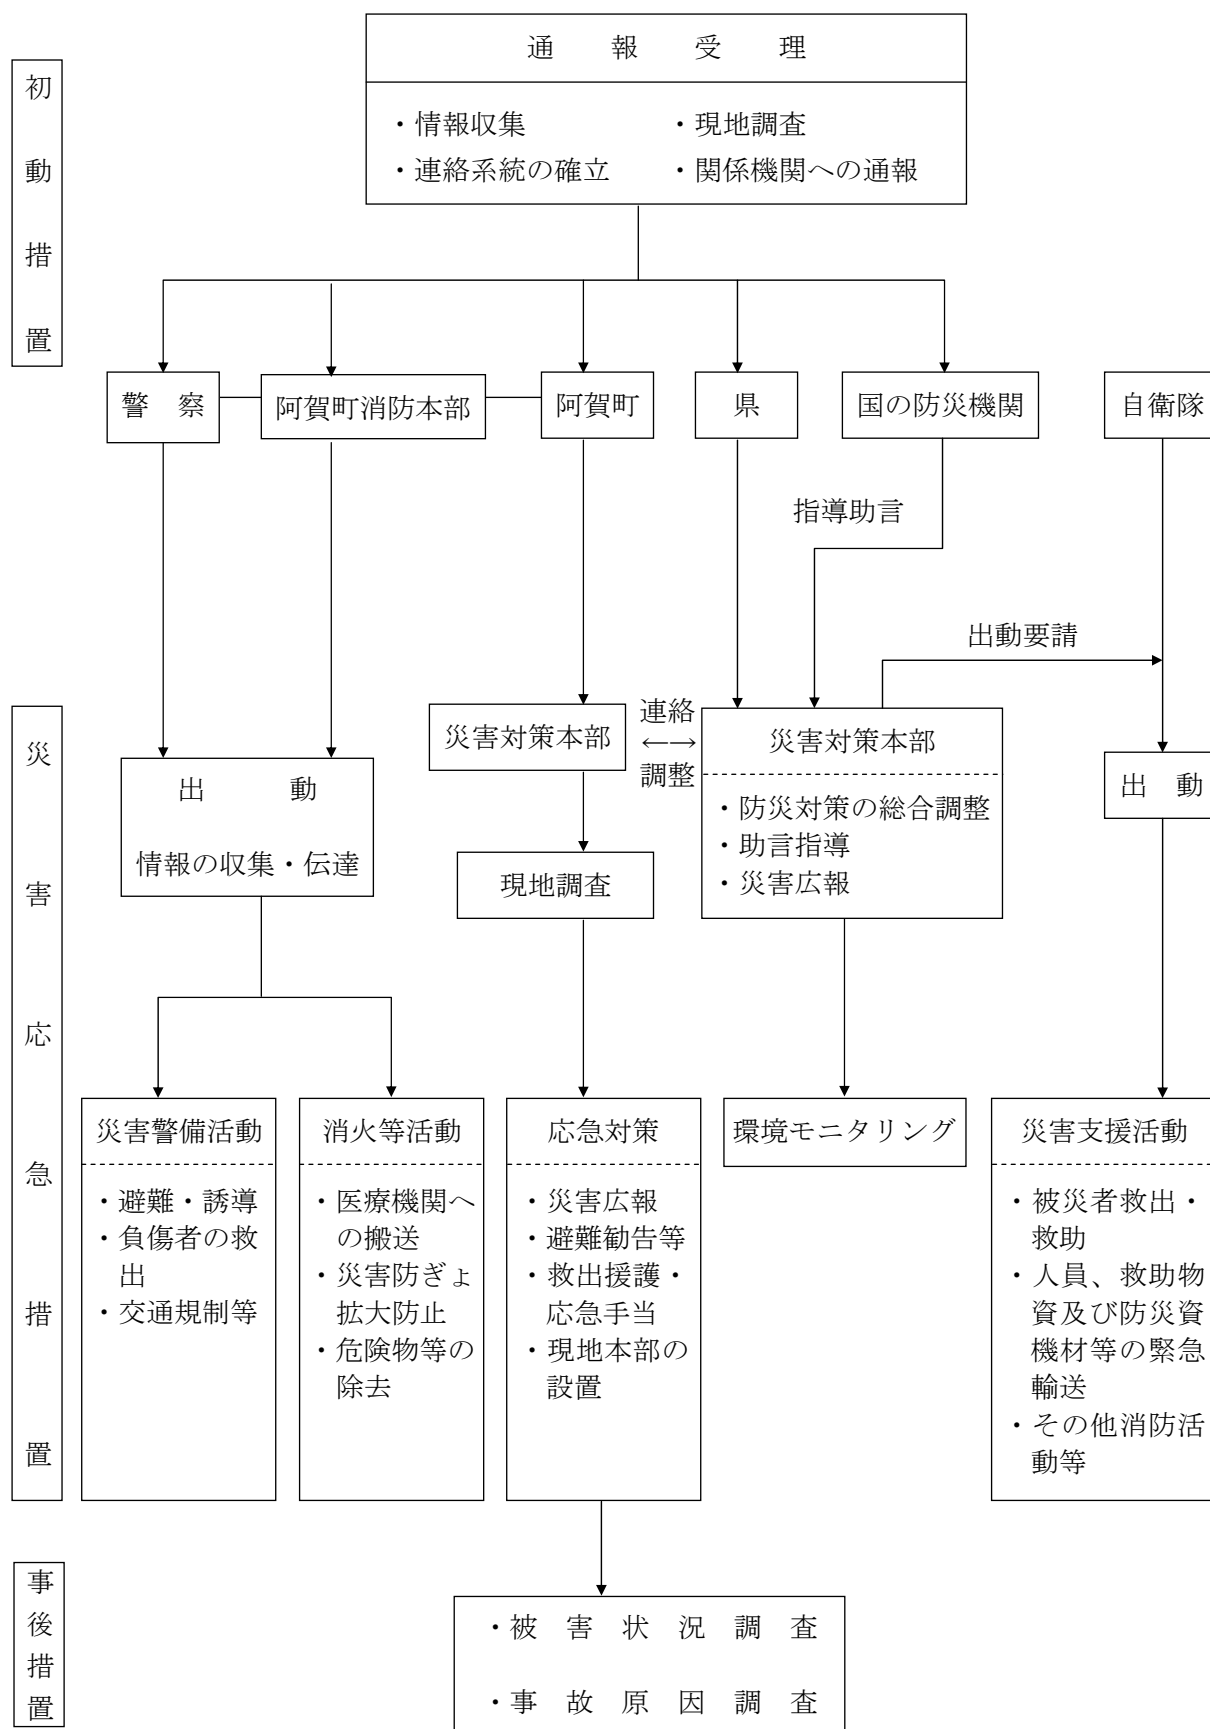 初動措置
通報受理
・情報収集
・現地調査
・連絡系統の確立
・関係機関への通報
警察
阿賀町消防本部
阿賀町
県
国の防災機関
自衛隊
指導助言
出動要請
災害応急措置
災害対策本部
連絡
←→
調整
災害対策本部
・防災対策の総合調整
・助言指導
・災害広報
出動
情報の収集・伝達
出動
現地調査
災害警備活動
・避難・誘導
・負傷者の救
出
・交通規制等
消火等活動
・医療機関へ
の搬送
・災害防ぎょ
拡大防止
・危険物等の
除去
応急対策
・災害広報
・避難勧告等
・救出援護・
応急手当
・現地本部の
設置
環境モニタリング
災害支援活動
・被災者救出・
救助
・人員、救助物
資及び防災資
機材等の緊急
輸送
・その他消防活
動等
事後措置
・被害状況調査
・事故原因調査